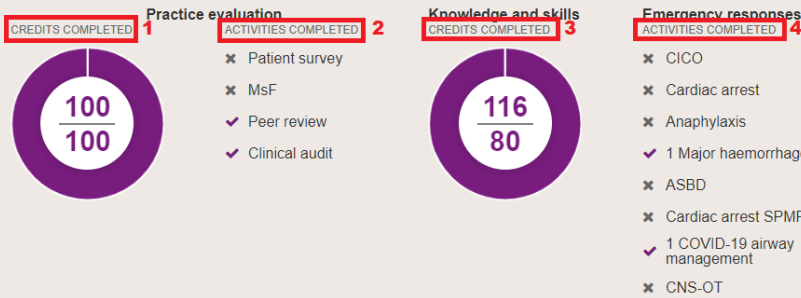 Practice evaluation
CREDITS COMPLETED 1
ACTIVITIES COMPLETED 2
100
100
Patient survey
MsF
Peer review
Clinical audit
Knowledge and skills
CREDITS COMPLETED 3
116
80
Emergency responses
ACTIVITIES COMPLETED 4
CICO
Cardiac arrest
Anaphylaxis
1 Major haemorrhag
ASBD
Cardiac arrest SPMP
1 COVID-19 airway
management
CNS-OT